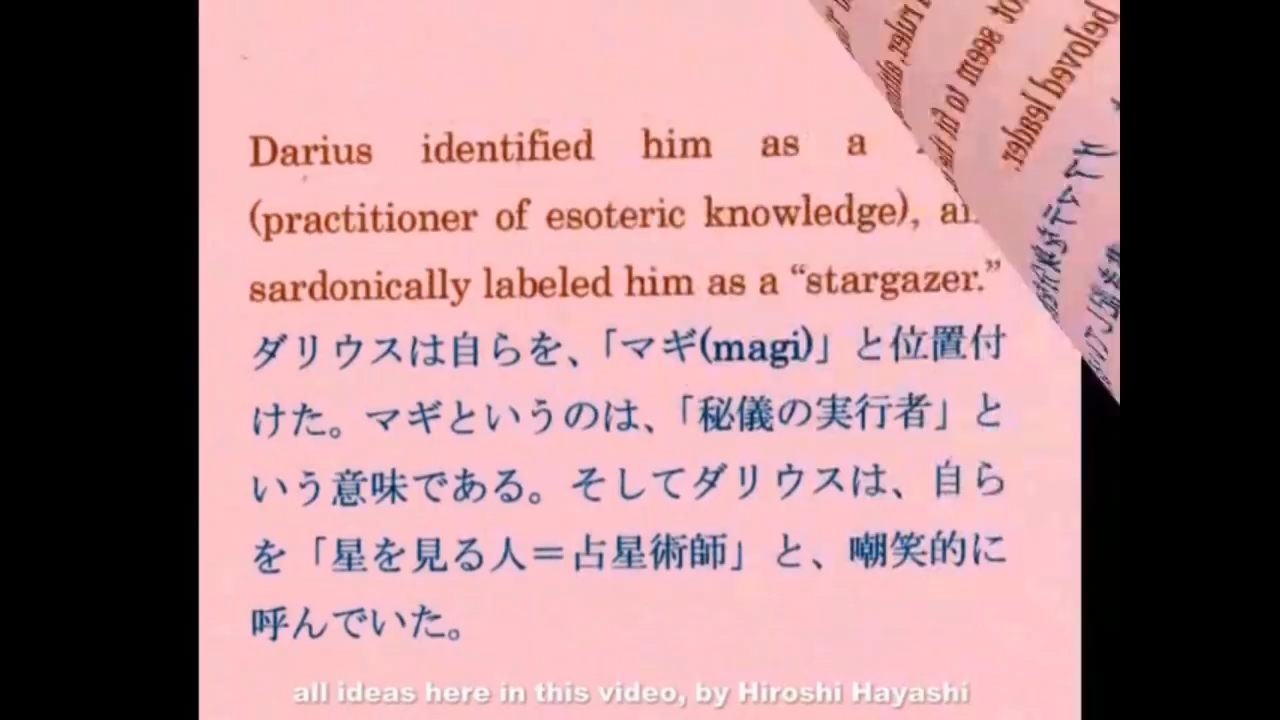 Darius identified him as a
(practitioner of esoteric knowledge),
sardonically labeled him as a “stargazer.”
ダリウスは自らを、「マギ(magi)」と位置付
けた。マギというのは、「秘儀の実行者」と
いう意味である。そしてダリウスは、自ら
を「星を見る人＝占星術師」と、嘲笑的に
呼んでいた。
all ideas here in this video, by Hiroshi Hayashi
ruler,
ot seem to fit
beloved leader.